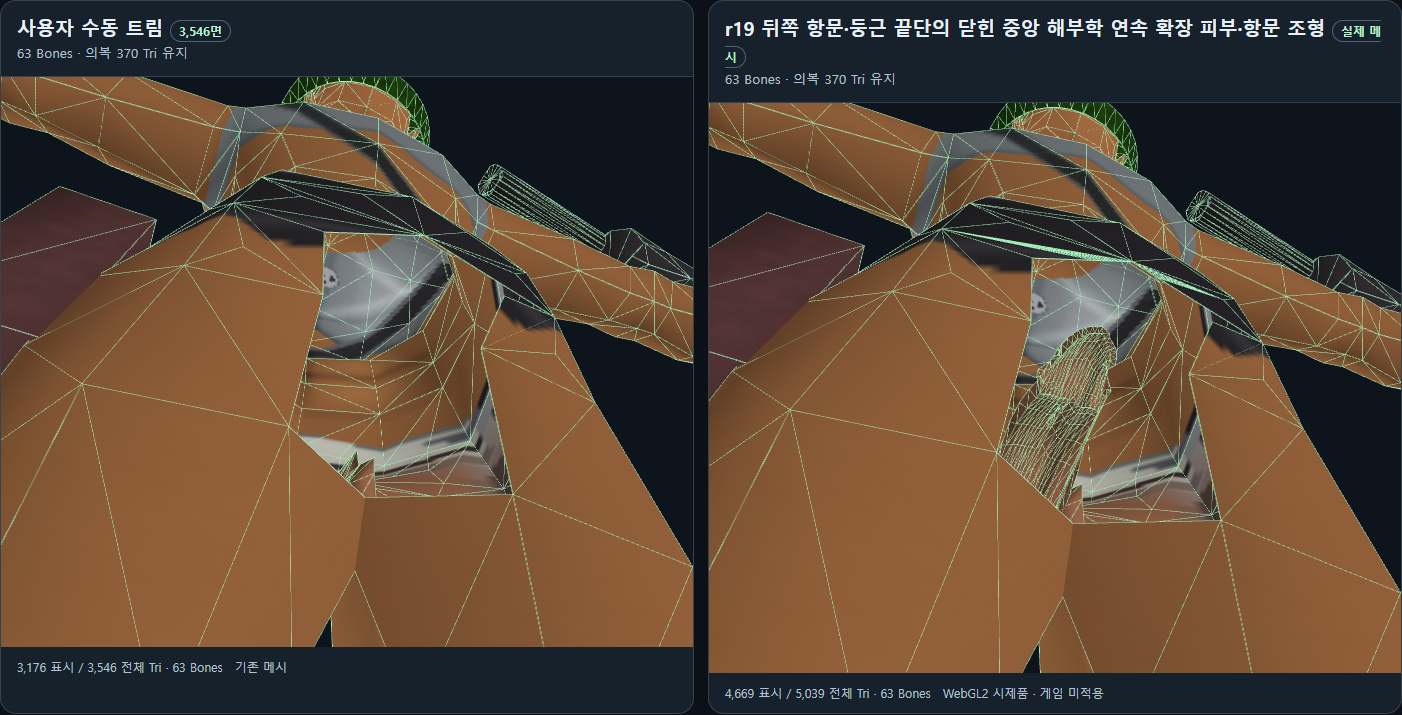 사용자 수동 트림 3,546면
63 Bones · 의복 370 Tri 유지
3,176 표시 / 3,546 전체 Tri · 63 Bones 기존 메시
r19 뒤쪽 항문·둥근 끝단의 닫힌 중앙 해부학 연속 확장 피부·항문 조형 실제 메
시
63 Bones · 의복 370 Tri 유지
4,669 표시 / 5,039 전체 Tri · 63 Bones WebGL2 시제품 · 게임 미적용